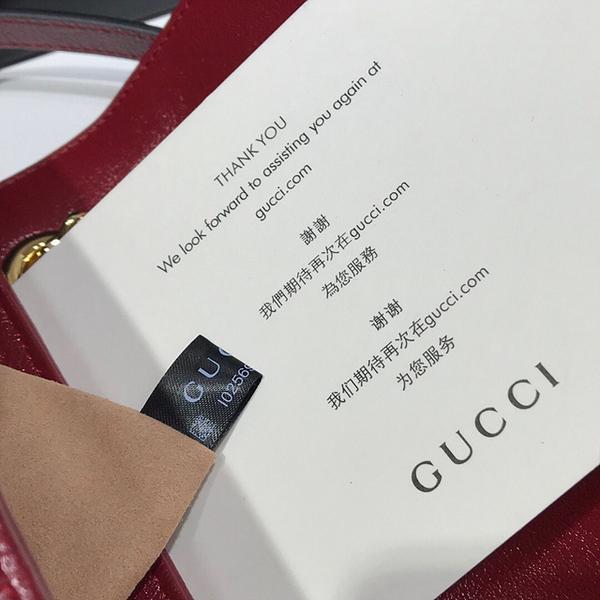 THANK YOU
We look forward to assisting you again at
gucci.com
謝謝
我們期待再次在gucci.com
為您服務
谢谢
我们期待再次在gucci.com
为您服务
GUCCI
GUC
102568